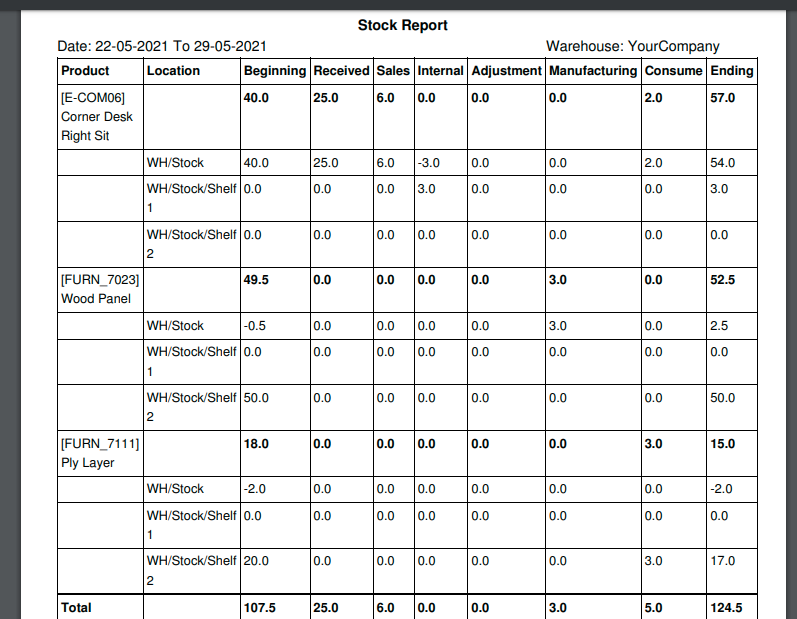 Stock Report
Date: 22-05-2021 To 29-05-2021 Warehouse: YourCompany
Product Location Beginning Received Sales Internal Adjustment Manufacturing Consume Ending
[E-COM06] 40.0 25.0 6.0 0.0 0.0 0.0 2.0 57.0
Corner Desk
Right Sit
WH/Stock 40.0 25.0 6.0 -3.0 0.0 0.0 2.0 54.0
WH/Stock/Shelf 0.0 0.0 0.0 3.0 0.0 0.0 0.0 3.0
1
WH/Stock/Shelf 0.0 0.0 0.0 0.0 0.0 0.0 0.0 0.0
2
[FURN_7023] 49.5 0.0 0.0 0.0 0.0 3.0 0.0 52.5
Wood Panel
WH/Stock -0.5 0.0 0.0 0.0 0.0 3.0 0.0 2.5
WH/Stock/Shelf 0.0 0.0 0.0 0.0 0.0 0.0 0.0 0.0
1
WH/Stock/Shelf 50.0 0.0 0.0 0.0 0.0 0.0 0.0 50.0
2
[FURN_7111] 18.0 0.0 0.0 0.0 0.0 0.0 3.0 15.0
Ply Layer
WH/Stock -2.0 0.0 0.0 0.0 0.0 0.0 0.0 -2.0
WH/Stock/Shelf 0.0 0.0 0.0 0.0 0.0 0.0 0.0 0.0
1
WH/Stock/Shelf 20.0 0.0 0.0 0.0 0.0 0.0 3.0 17.0
2
Total 107.5 25.0 6.0 0.0 0.0 3.0 5.0 124.5